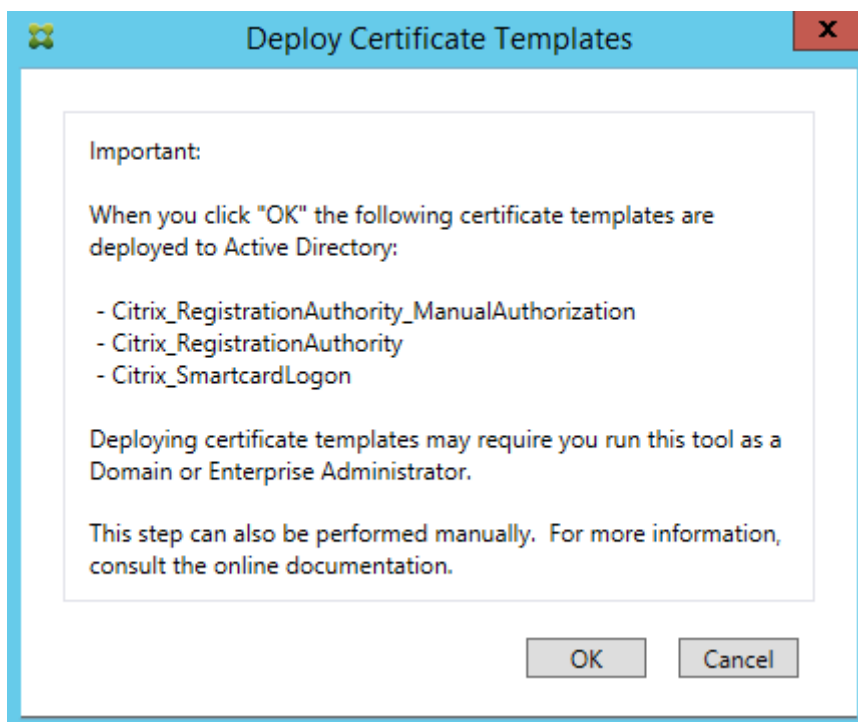 Deploy Certificate Templates
x
Important:
When you click "OK" the following certificate templates are
deployed to Active Directory:
- Citrix_RegistrationAuthority_ManualAuthorization
- Citrix_RegistrationAuthority
- Citrix_SmartcardLogon
Deploying certificate templates may require you run this tool as a
Domain or Enterprise Administrator.
This step can also be performed manually.  For more information,
consult the online documentation.
OK
Cancel